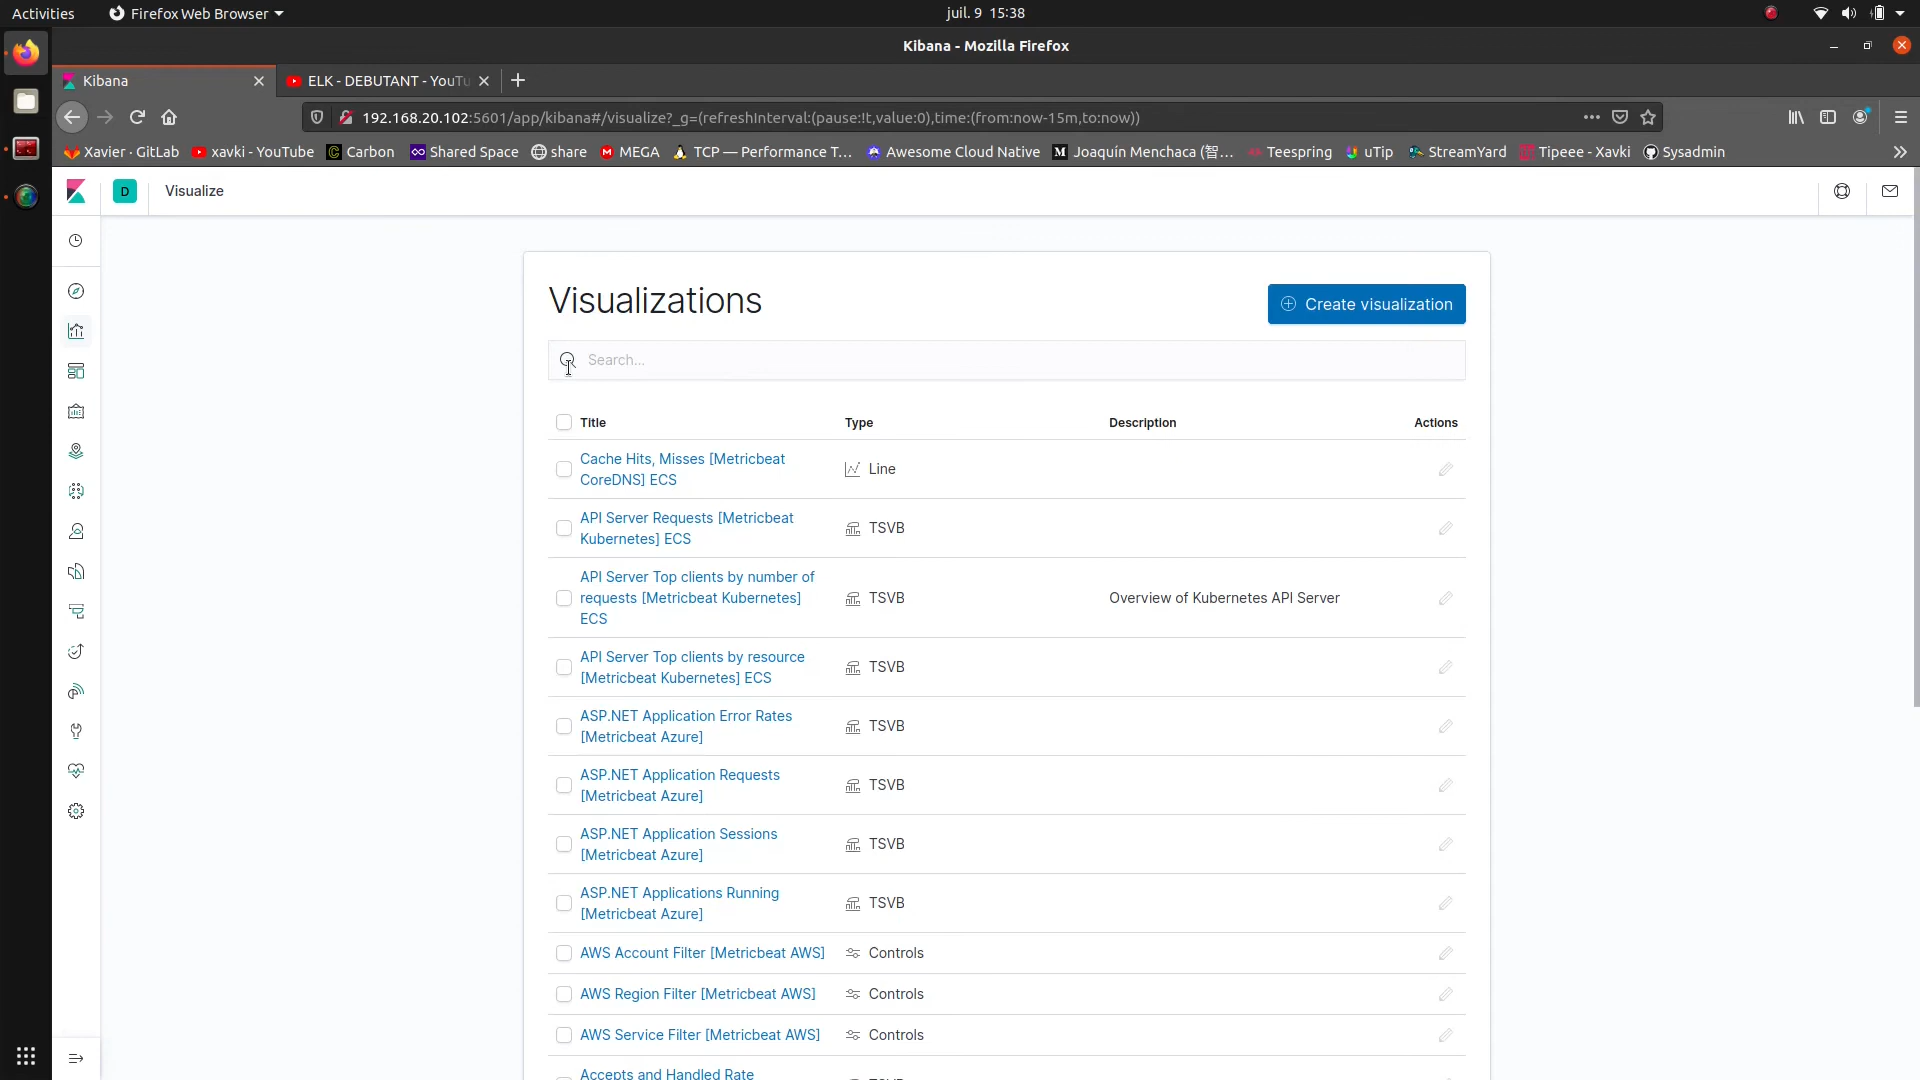 Activities
Firefox Web Browser
juil. 9 15:38
Kibana - Mozilla Firefox
Kibana
ELK - DEBUTANT - YouTu
192.168.20.102:5601/app/kibana#/visualize?_g=(refreshInterval:(pause:!t,value:0),time:(from:now-15m,to:now))
Xavier · GitLab
xavki - YouTube
Carbon
Shared Space
share
MEGA
TCP — Performance T...
Awesome Cloud Native
Joaquín Menchaca (智...
Teespring
uTip
StreamYard
Tipeee - Xavki
Sysadmin
D
Visualize
Visualizations
Create visualization
Search...
Title Type Description Actions
Cache Hits, Misses [Metricbeat
CoreDNS] ECS
Line
API Server Requests [Metricbeat
Kubernetes] ECS
TSVB
API Server Top clients by number of
requests [Metricbeat Kubernetes]
ECS
TSVB
Overview of Kubernetes API Server
API Server Top clients by resource
[Metricbeat Kubernetes] ECS
TSVB
ASP.NET Application Error Rates
[Metricbeat Azure]
TSVB
ASP.NET Application Requests
[Metricbeat Azure]
TSVB
ASP.NET Application Sessions
[Metricbeat Azure]
TSVB
ASP.NET Applications Running
[Metricbeat Azure]
TSVB
AWS Account Filter [Metricbeat AWS]
Controls
AWS Region Filter [Metricbeat AWS]
Controls
AWS Service Filter [Metricbeat AWS]
Controls
Accepts and Handled Rate